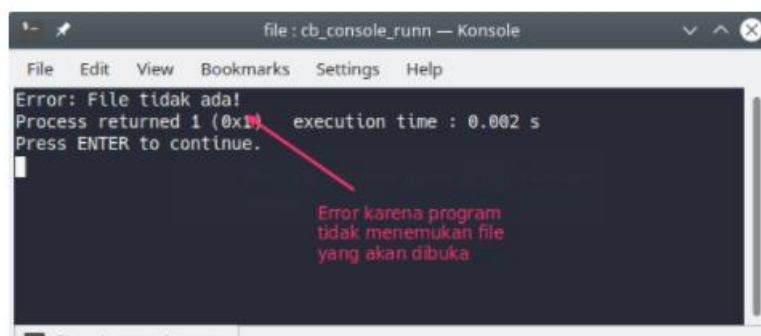 file : cb_console_runn — Konsole
File Edit View Bookmarks Settings Help
Error: File tidak ada!
Process returned 1 (0x1) execution time : 0.002 s
Press ENTER to continue.
Error karena program
tidak menemukan file
yang akan dibuka